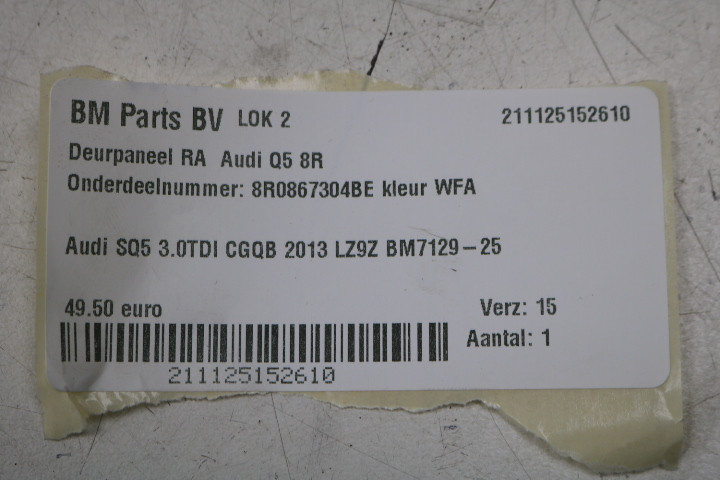 BM Parts BV LOK 2 211125152610
Deurpaneel RA Audi Q5 8R
Onderdeelnummer: 8R0867304BE kleur WFA
Audi SQ5 3.0TDI CGQB 2013 LZ9Z BM7129-25
49.50 euro Verz: 15
Aantal: 1
211125152610